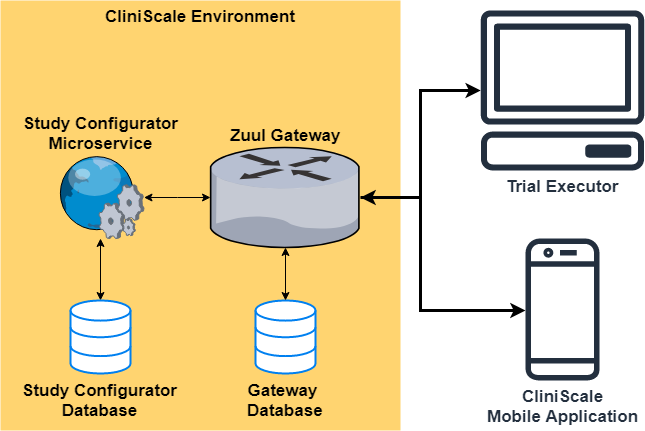 CliniScale Environment
Study Configurator
Microservice
Zuul Gateway
Trial Executor
Study Configurator
Database
Gateway
Database
CliniScale
Mobile Application